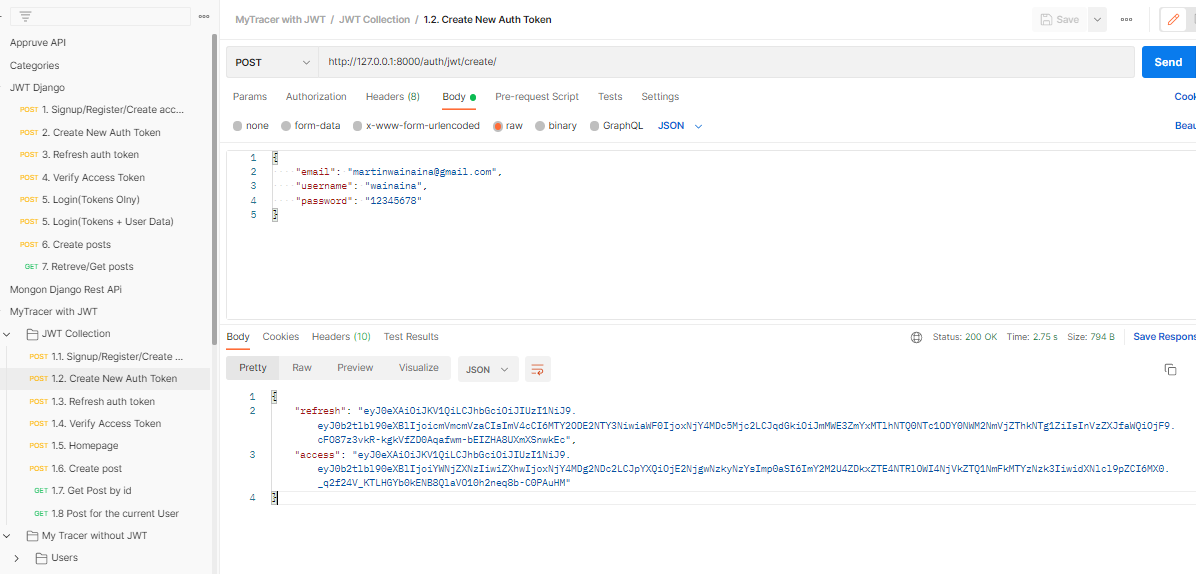 MyTracer with JWT / JWT Collection / 1.2. Create New Auth Token
Save
Appruve API
Categories
JWT Django
POST 1. Signup/Register/Create acc...
POST 2. Create New Auth Token
POST 3. Refresh auth token
POST 4. Verify Access Token
POST 5. Login(Tokens Olny)
POST 5. Login(Tokens + User Data)
POST 6. Create posts
GET 7. Retreve/Get posts
Mongon Django Rest APi
MyTracer with JWT
JWT Collection
POST 1.1. Signup/Register/Create ...
POST 1.2. Create New Auth Token
POST 1.3. Refresh auth token
POST 1.4. Verify Access Token
POST 1.5. Homepage
POST 1.6. Create post
GET 1.7. Get Post by id
GET 1.8 Post for the current User
My Tracer without JWT
Users
POST http://127.0.0.1:8000/auth/jwt/create/ Send
Params Authorization Headers (8) Body Pre-request Script Tests Settings Cook
none form-data x-www-form-urlencoded raw binary GraphQL JSON Beau
1 {
2 "email": "martinwainaina@gmail.com",
3 "username": "wainaina",
4 "password": "12345678"
5 }
Body Cookies Headers (10) Test Results Status: 200 OK Time: 2.75 s Size: 794 B Save Respons
Pretty Raw Preview Visualize JSON
1 {
2 "refresh": "eyJ0eXAiOiJKV1QiLCJhbGciOiJIUzI1NiJ9.
3 "access": "eyJ0eXAiOiJKV1QiLCJhbGciOiJIUzI1NiJ9.
4 }